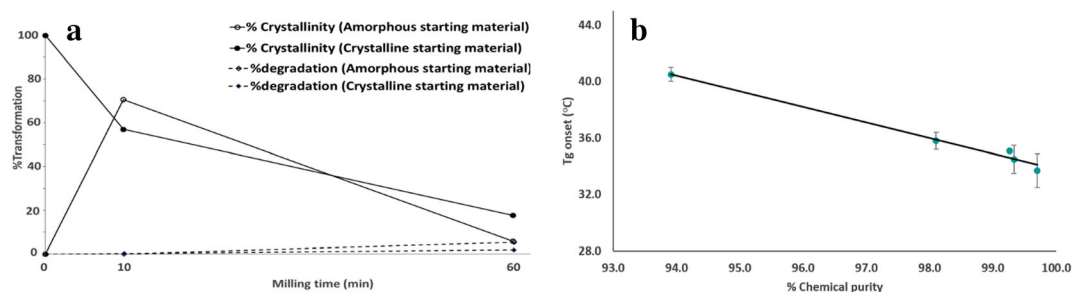 a
% Crystallinity (Amorphous starting material)
% Crystallinity (Crystalline starting material)
%degradation (Amorphous starting material)
%degradation (Crystalline starting material)
%Transformation
100
80
60
40
20
0
0 10 60
Milling time (min)
b
Tg onset (°C)
44.0
40.0
36.0
32.0
28.0
93.0 94.0 95.0 96.0 97.0 98.0 99.0 100.0
% Chemical purity